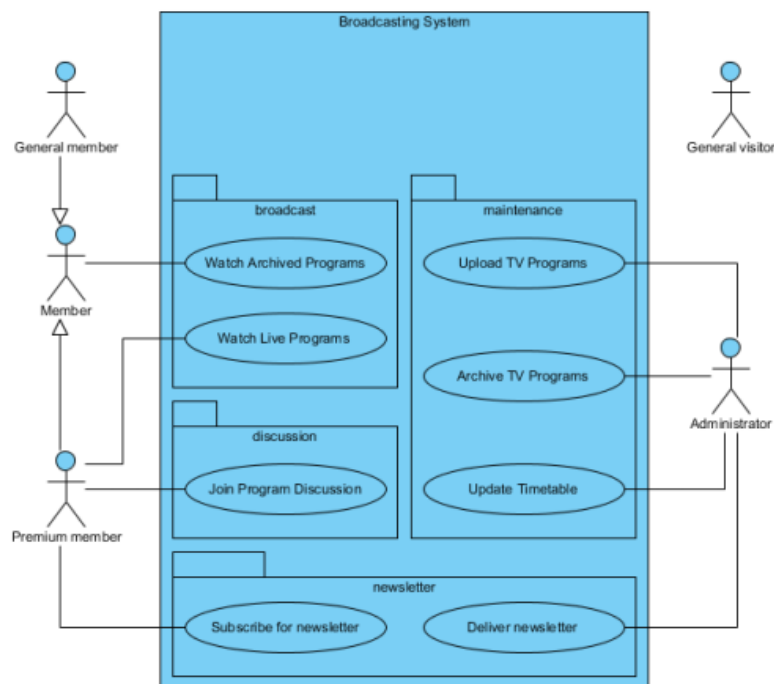 Broadcasting System
General member
General visitor
broadcast
maintenance
Watch Archived Programs
Upload TV Programs
Member
Watch Live Programs
Archive TV Programs
Administrator
discussion
Join Program Discussion
Update Timetable
Premium member
newsletter
Subscribe for newsletter
Deliver newsletter